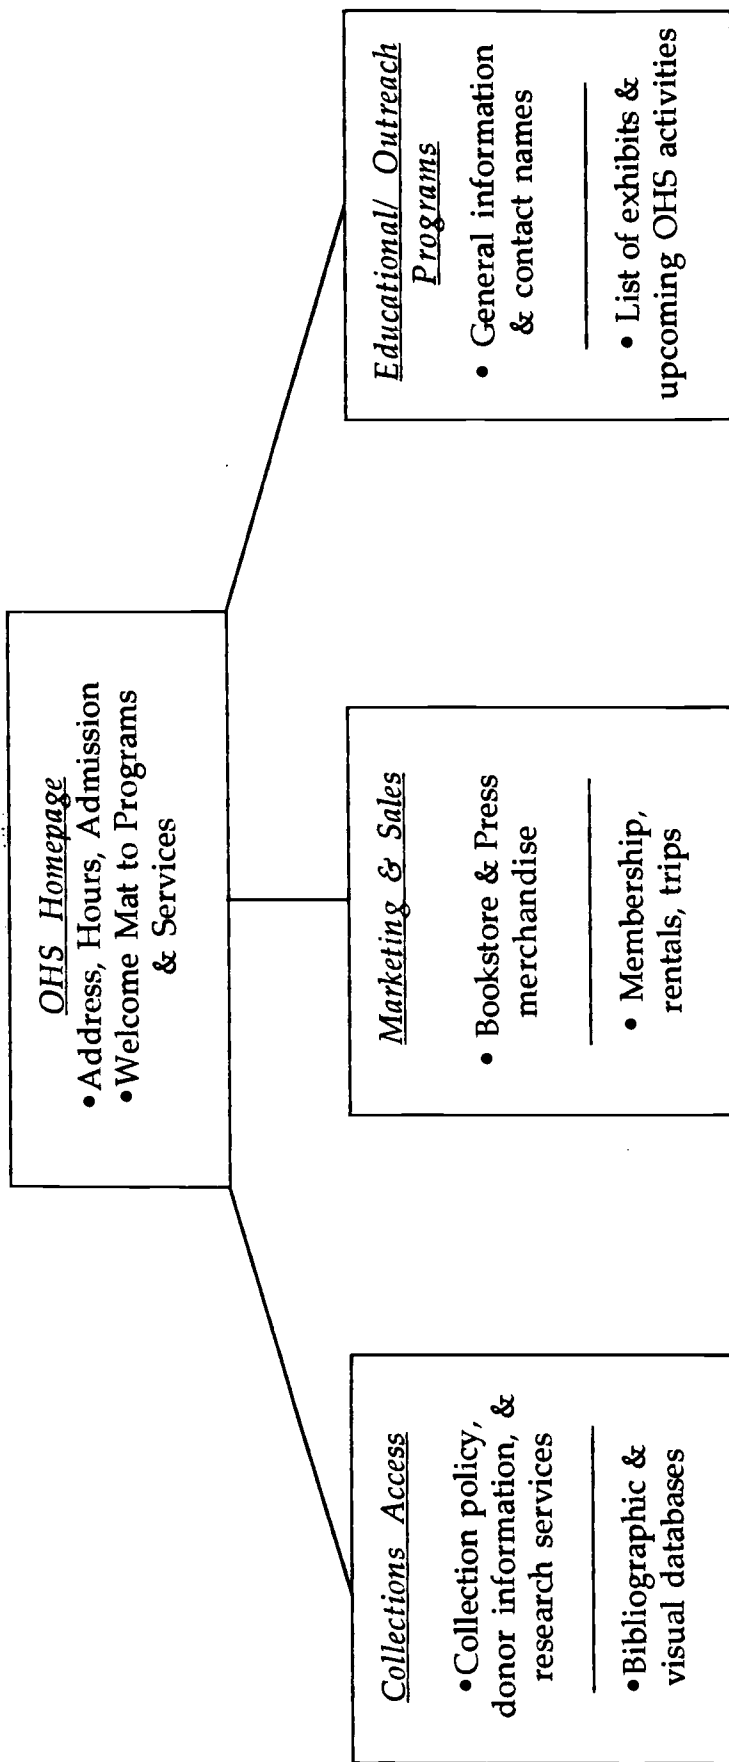 OHS Homepage
•Address, Hours, Admission
•Welcome Mat to Programs
& Services
Collections Access
•Collection policy,
donor information, &
research services
•Bibliographic &
visual databases
Marketing & Sales
• Bookstore & Press
merchandise
• Membership,
rentals, trips
Educational/ Outreach
Programs
• General information
& contact names
• List of exhibits &
upcoming OHS activities